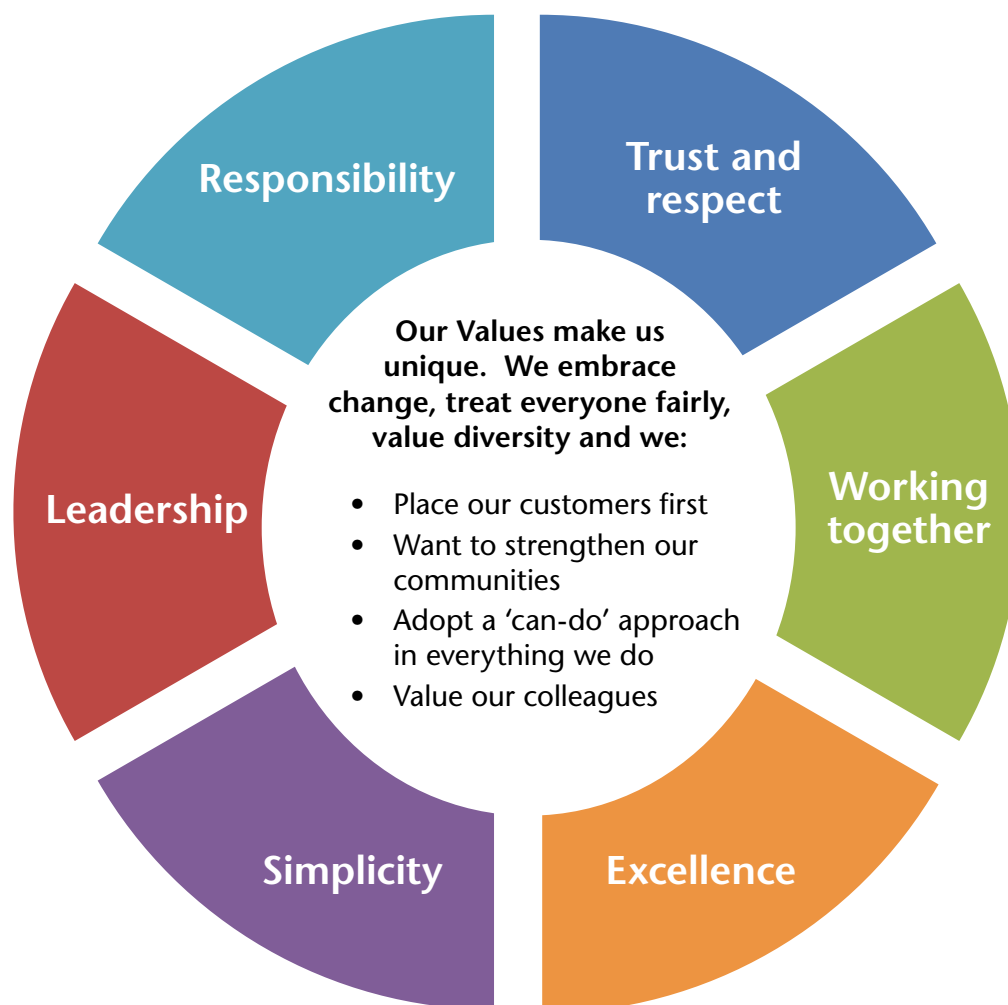 Responsibility
Trust and
respect
Our Values make us
unique.  We embrace
change, treat everyone fairly,
value diversity and we:
• Place our customers first
• Want to strengthen our
communities
• Adopt a ‘can-do’ approach
in everything we do
• Value our colleagues
Leadership
Working
together
Simplicity
Excellence